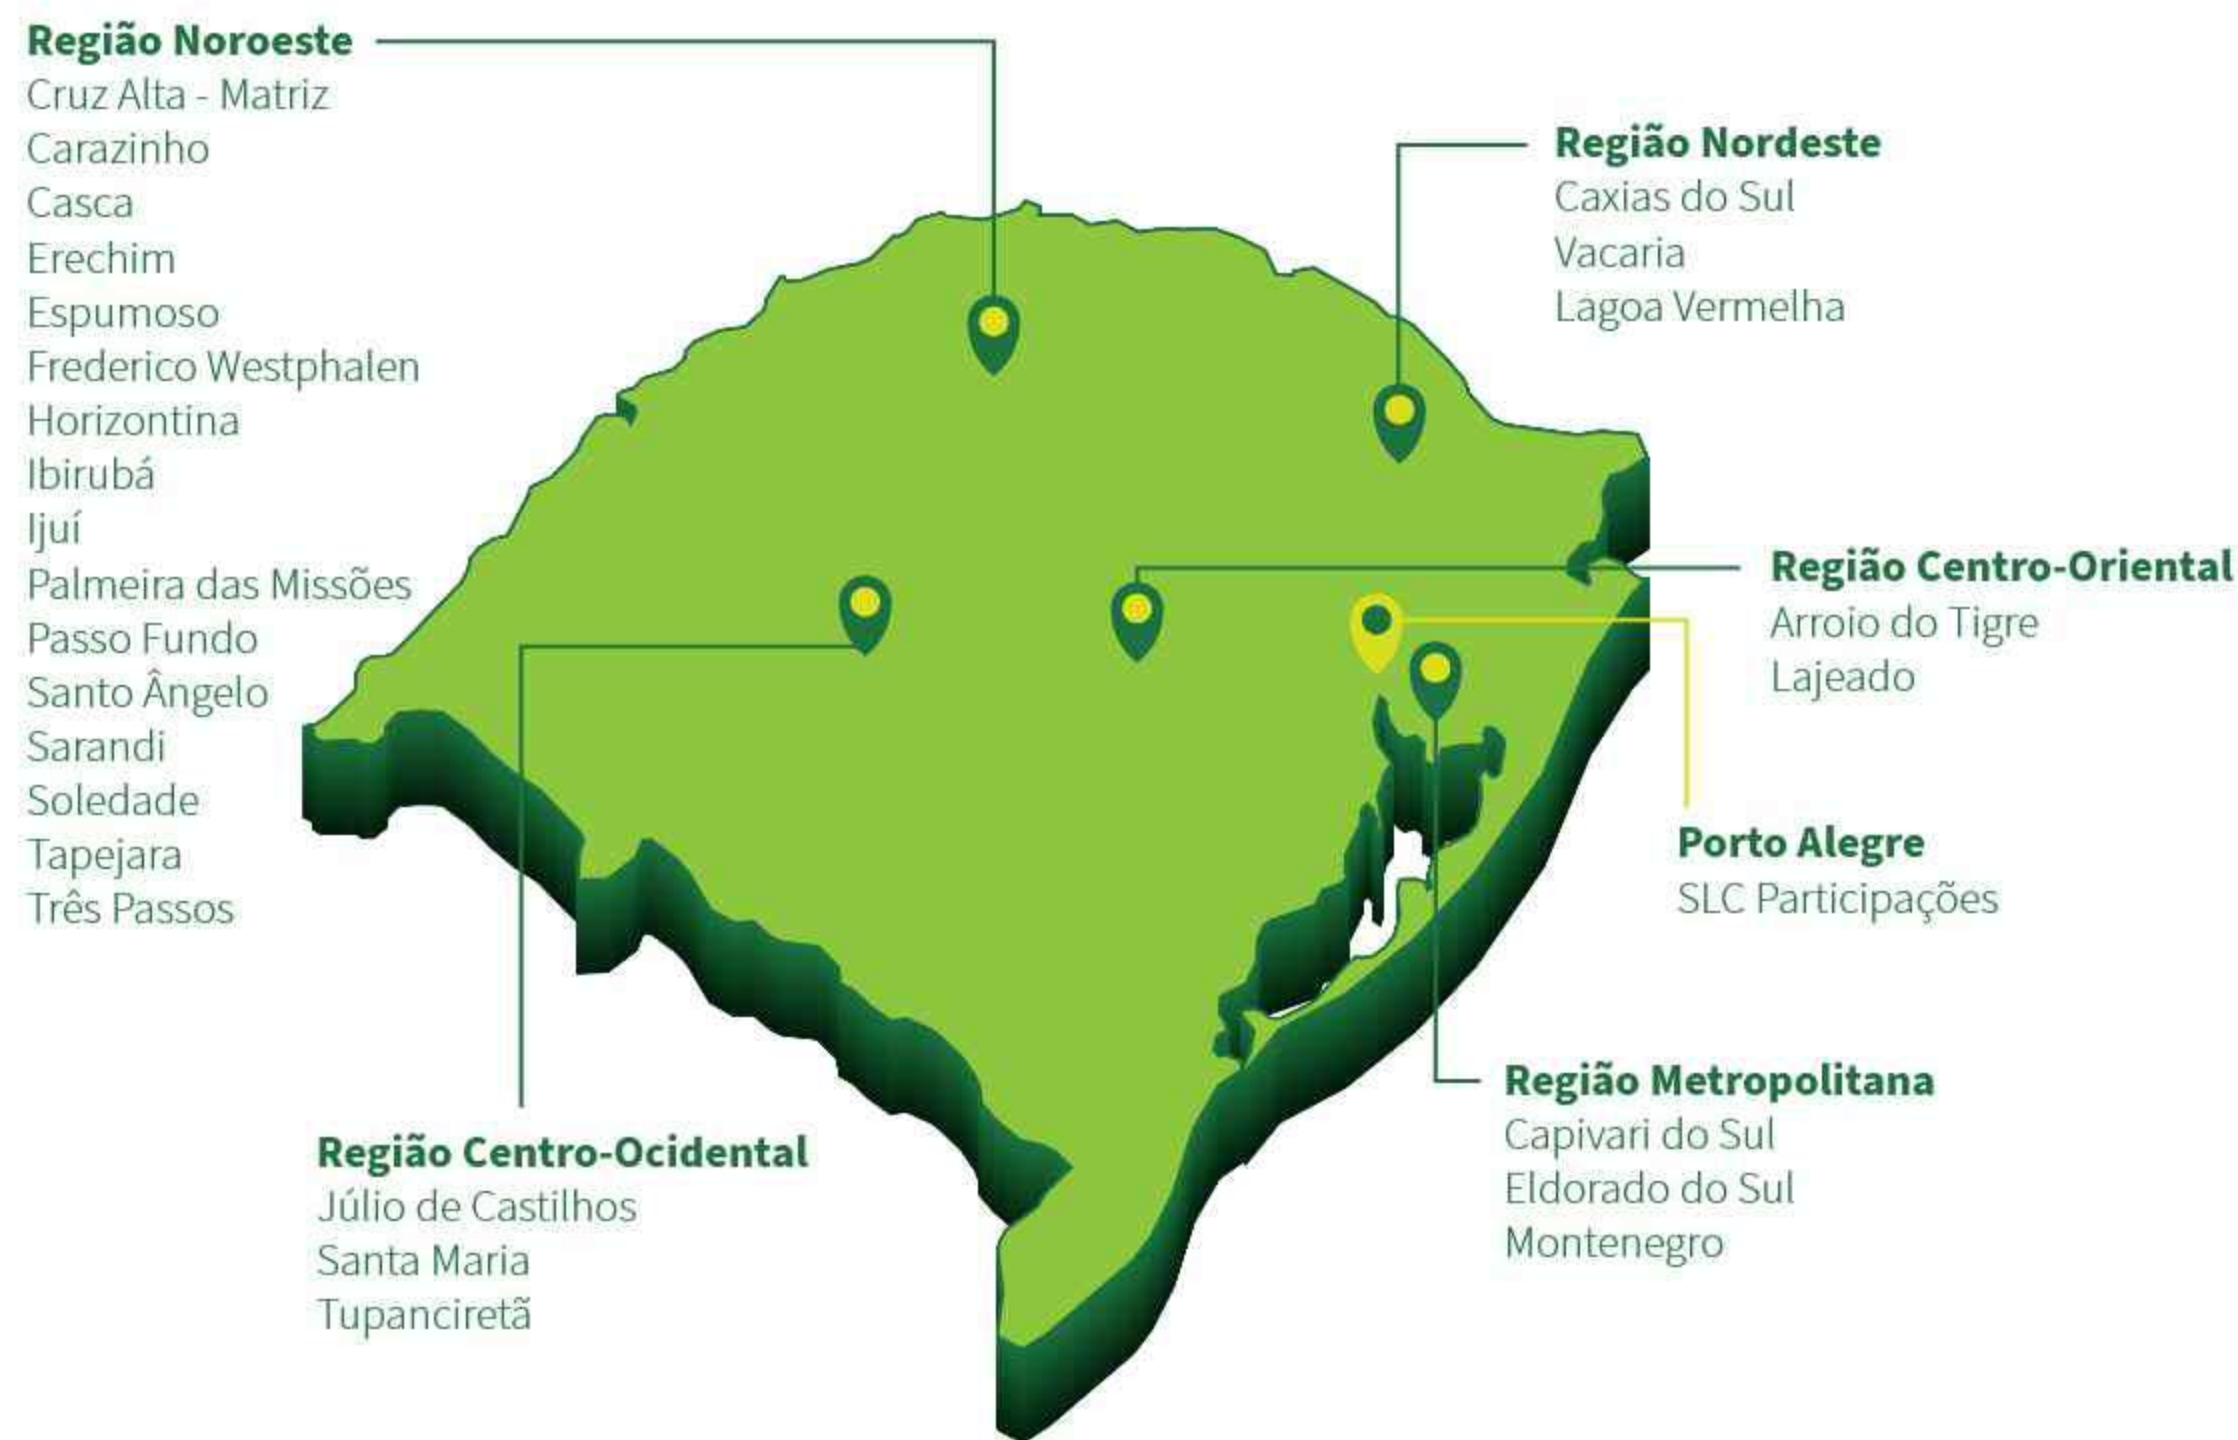 Região Noroeste
Cruz Alta - Matriz
Carazinho
Casca
Erechim
Espumoso
Frederico Westphalen
Horizontina
Ibirubá
Ijuí
Palmeira das Missões
Passo Fundo
Santo Ângelo
Sarandi
Soledade
Tapejara
Três Passos
Região Nordeste
Caxias do Sul
Vacaria
Lagoa Vermelha
Região Centro-Oriental
Arroio do Tigre
Lajeado
Porto Alegre
SLC Participações
Região Metropolitana
Capivari do Sul
Eldorado do Sul
Montenegro
Região Centro-Ocidental
Júlio de Castilhos
Santa Maria
Tupanciretã